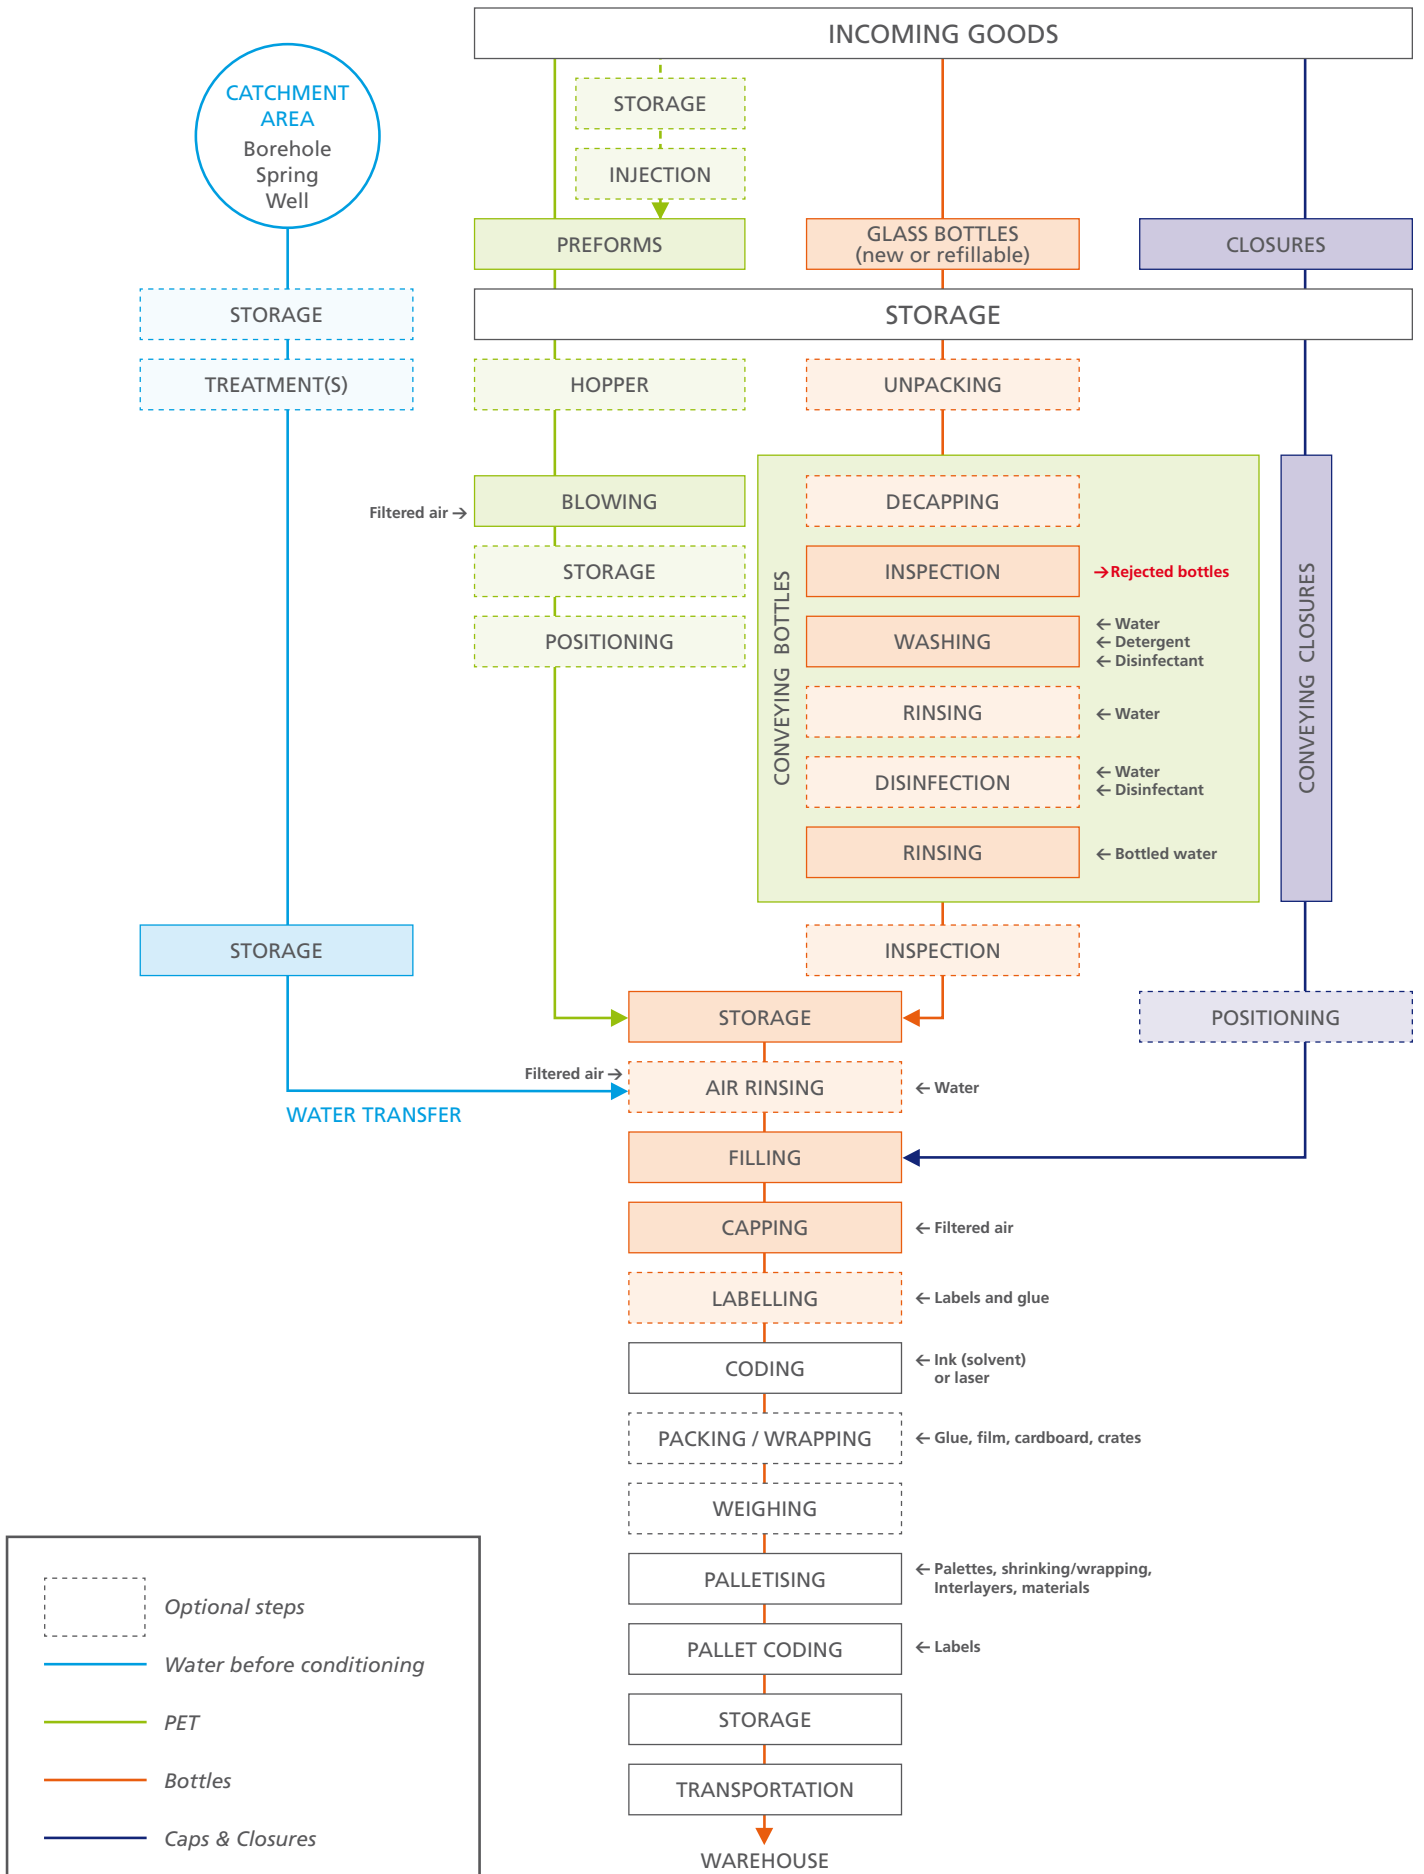 INCOMING GOODS
CATCHMENT
AREA
Borehole
Spring
Well
STORAGE
INJECTION
PREFORMS
GLASS BOTTLES
(new or refillable)
CLOSURES
STORAGE
STORAGE
TREATMENT(S)
HOPPER
UNPACKING
Filtered air →
BLOWING
STORAGE
POSITIONING
CONVEYING BOTTLES
DECAPPING
INSPECTION
→ Rejected bottles
WASHING
← Water
← Detergent
← Disinfectant
RINSING
← Water
DISINFECTION
← Water
← Disinfectant
RINSING
← Bottled water
CONVEYING CLOSURES
STORAGE
INSPECTION
STORAGE
POSITIONING
Filtered air →
AIR RINSING
← Water
WATER TRANSFER
FILLING
CAPPING
← Filtered air
LABELLING
← Labels and glue
CODING
← Ink (solvent)
or laser
PACKING / WRAPPING
← Glue, film, cardboard, crates
WEIGHING
PALLETISING
← Palettes, shrinking/wrapping,
Interlayers, materials
PALLET CODING
← Labels
STORAGE
TRANSPORTATION
WAREHOUSE
Optional steps
Water before conditioning
PET
Bottles
Caps & Closures